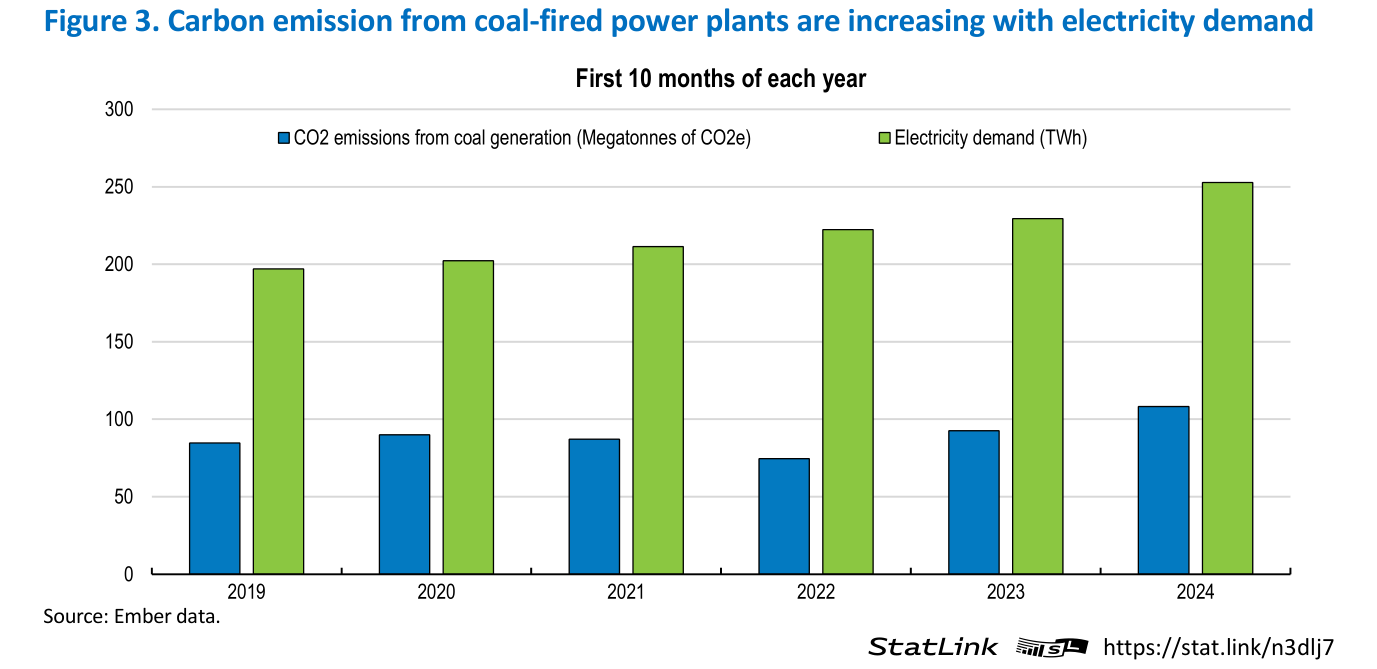 Figure 3. Carbon emission from coal-fired power plants are increasing with electricity demand
First 10 months of each year
CO2 emissions from coal generation (Megatonnes of CO2e)
Electricity demand (TWh)
300
250
200
150
100
50
0
2019 2020 2021 2022 2023 2024
Source: Ember data.
StatLink SL https://stat.link/n3dlj7